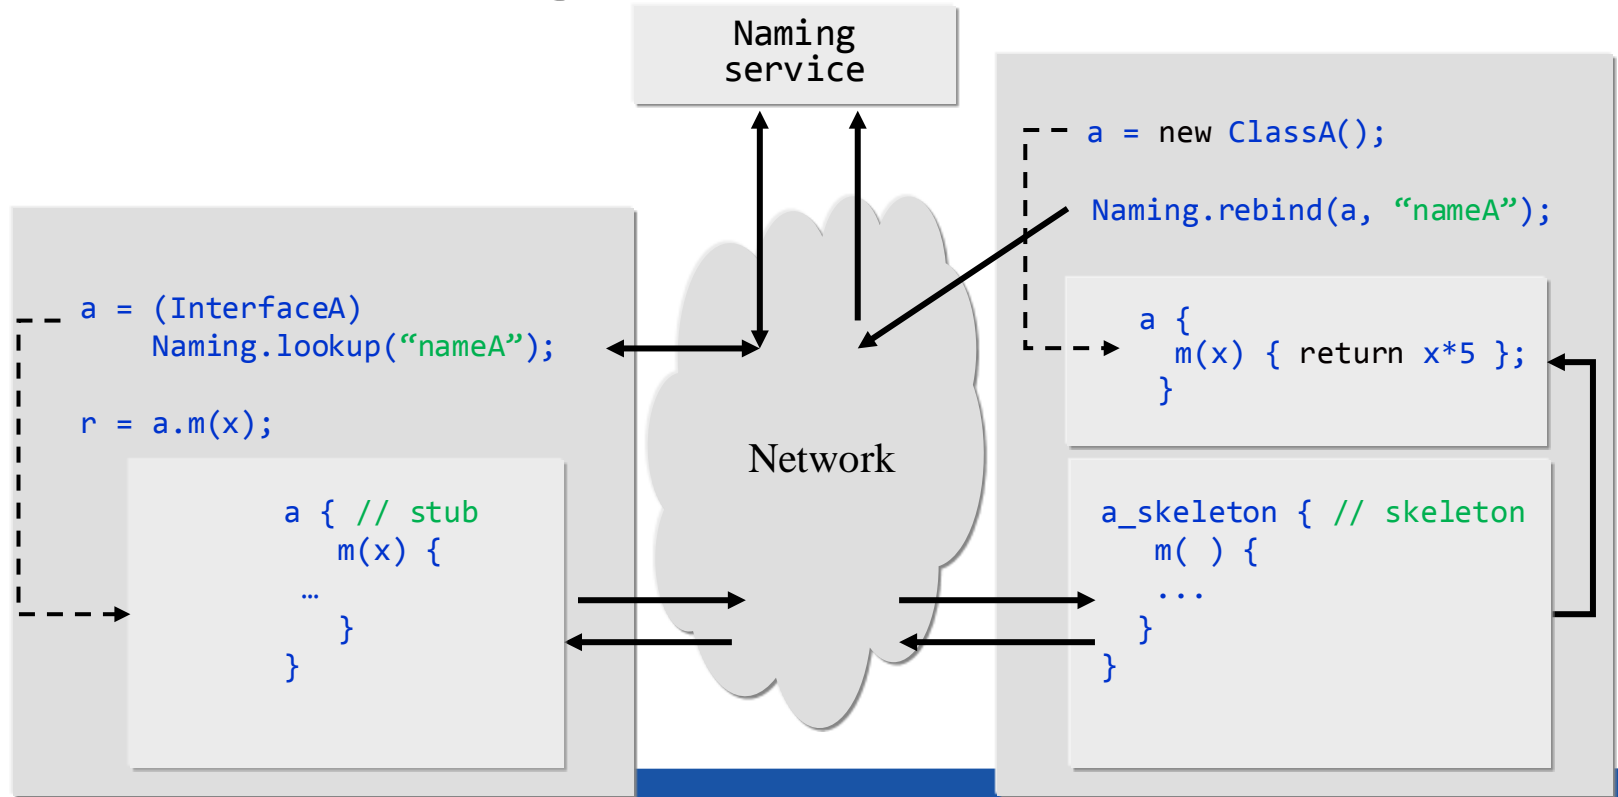 Naming
service
a = new ClassA();
Naming.rebind(a, “nameA”);
a {
m(x) { return x*5 };
}
a = (InterfaceA)
Naming.lookup(“nameA”);
r = a.m(x);
Network
a { // stub
m(x) {
…
}
}
a_skeleton { // skeleton
m( ) {
...
}
}